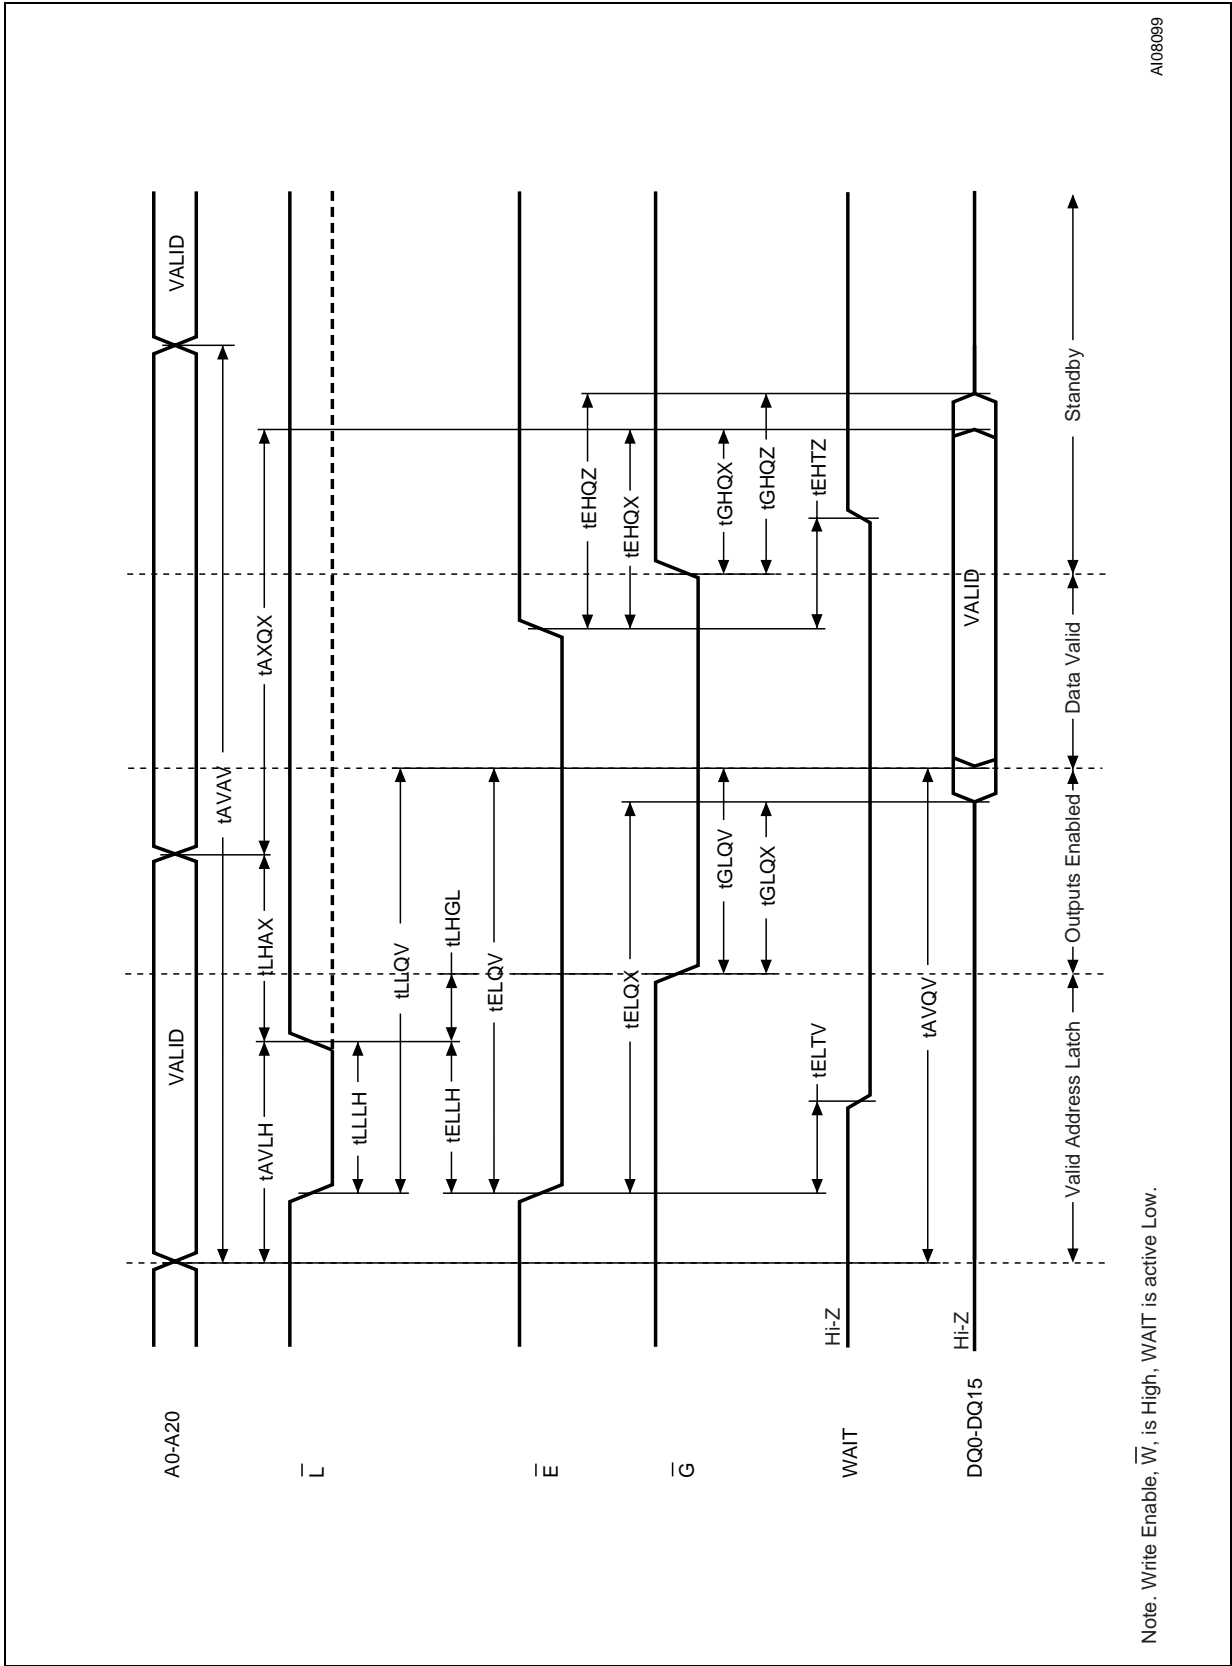 A0-A20
VALID
VALID
tAVAV
tAVLH
tLHAX
tAXQX
L
tLLLH
tLLQV
tELLH
tLHGL
tELQV
E
tEHQZ
tEHQX
tELQX
G
tGLQV
tGLQX
tGHQX
tGHQZ
tELTV
tEHTZ
WAIT
Hi-Z
tAVQV
DQ0-DQ15
Hi-Z
VALID
Valid Address Latch
Outputs Enabled
Data Valid
Standby
Note. Write Enable, W, is High, WAIT is active Low.
AI08099